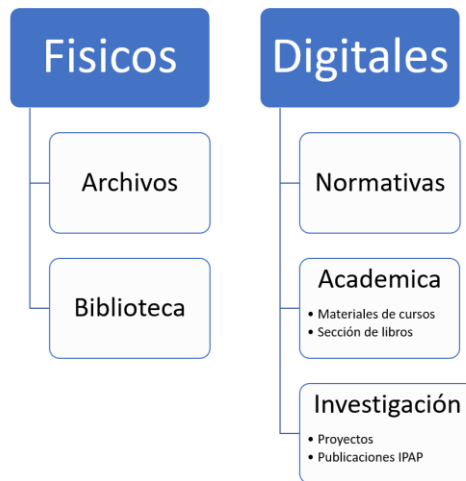 Fisicos
Archivos
Biblioteca
Digitales
Normativas
Academica
• Materiales de cursos
• Sección de libros
Investigación
• Proyectos
• Publicaciones IPAP